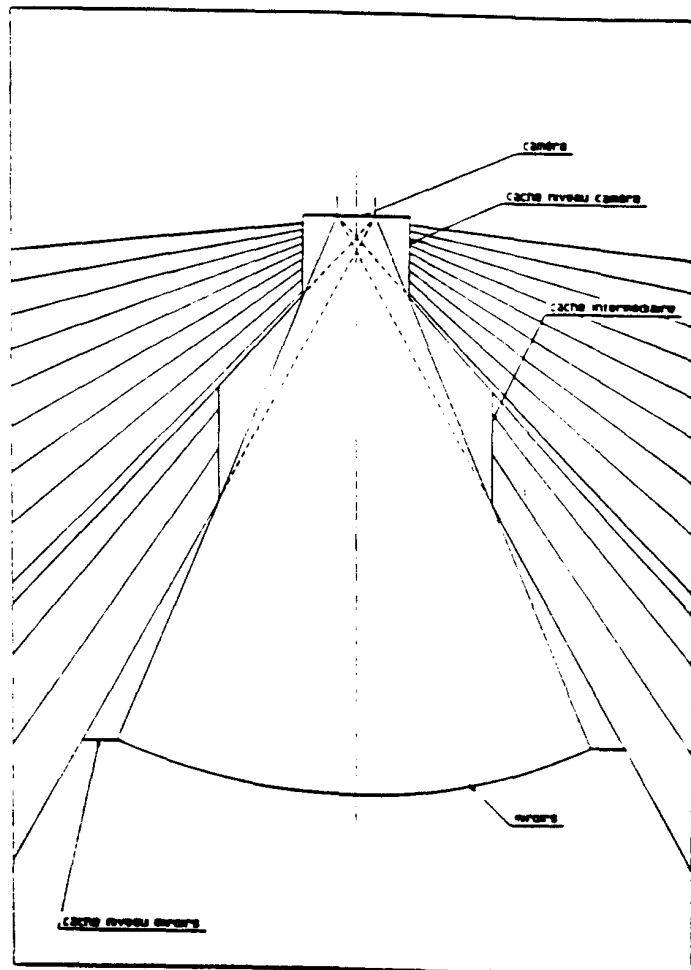 caméra
cache niveau caméra
cache intermédiaire
miroirs
cache niveau miroirs